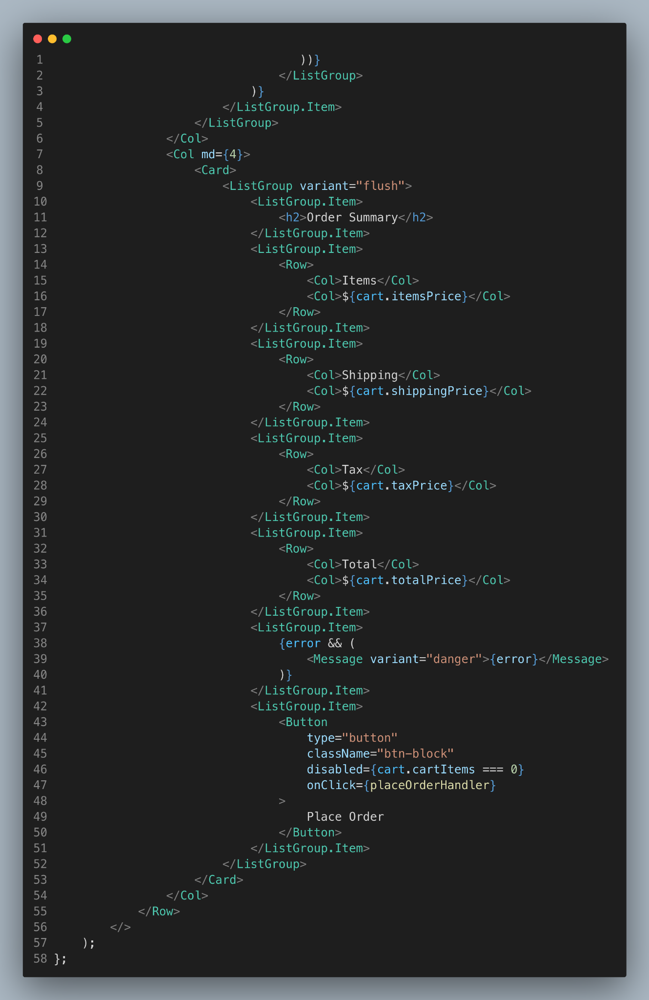 1                                    ))}
2                                 </ListGroup>
3                             )}
4                         </ListGroup.Item>
5                     </ListGroup>
6                 </Col>
7                 <Col md={4}>
8                     <Card>
9                         <ListGroup variant="flush">
10                             <ListGroup.Item>
11                                 <h2>Order Summary</h2>
12                             </ListGroup.Item>
13                             <ListGroup.Item>
14                                 <Row>
15                                     <Col>Items</Col>
16                                     <Col>${cart.itemsPrice}</Col>
17                                 </Row>
18                             </ListGroup.Item>
19                             <ListGroup.Item>
20                                 <Row>
21                                     <Col>Shipping</Col>
22                                     <Col>${cart.shippingPrice}</Col>
23                                 </Row>
24                             </ListGroup.Item>
25                             <ListGroup.Item>
26                                 <Row>
27                                     <Col>Tax</Col>
28                                     <Col>${cart.taxPrice}</Col>
29                                 </Row>
30                             </ListGroup.Item>
31                             <ListGroup.Item>
32                                 <Row>
33                                     <Col>Total</Col>
34                                     <Col>${cart.totalPrice}</Col>
35                                 </Row>
36                             </ListGroup.Item>
37                             <ListGroup.Item>
38                                 {error && (
39                                     <Message variant="danger">{error}</Message>
40                                 )}
41                             </ListGroup.Item>
42                             <ListGroup.Item>
43                                 <Button
44                                     type="button"
45                                     className="btn-block"
46                                     disabled={cart.cartItems === 0}
47                                     onClick={placeOrderHandler}
48                                 >
49                                     Place Order
50                                 </Button>
51                             </ListGroup.Item>
52                         </ListGroup>
53                     </Card>
54                 </Col>
55             </Row>
56         </>
57     );
58 };